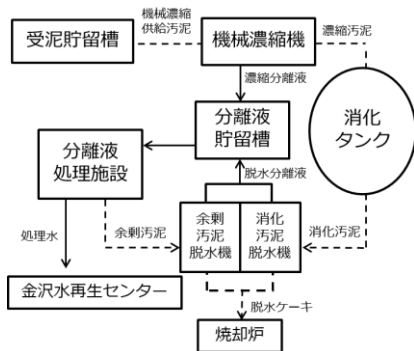 機械濃縮
供給汚泥
受泥貯留槽
機械濃縮機
濃縮汚泥
濃縮分離液
分離液
貯留槽
消化
タンク
分離液
処理施設
脱水分離液
処理水
余剰汚泥
余剰
汚泥
脱水機
消化
汚泥
脱水機
消化汚泥
金沢水再生センター
脱水ケーキ
焼却炉